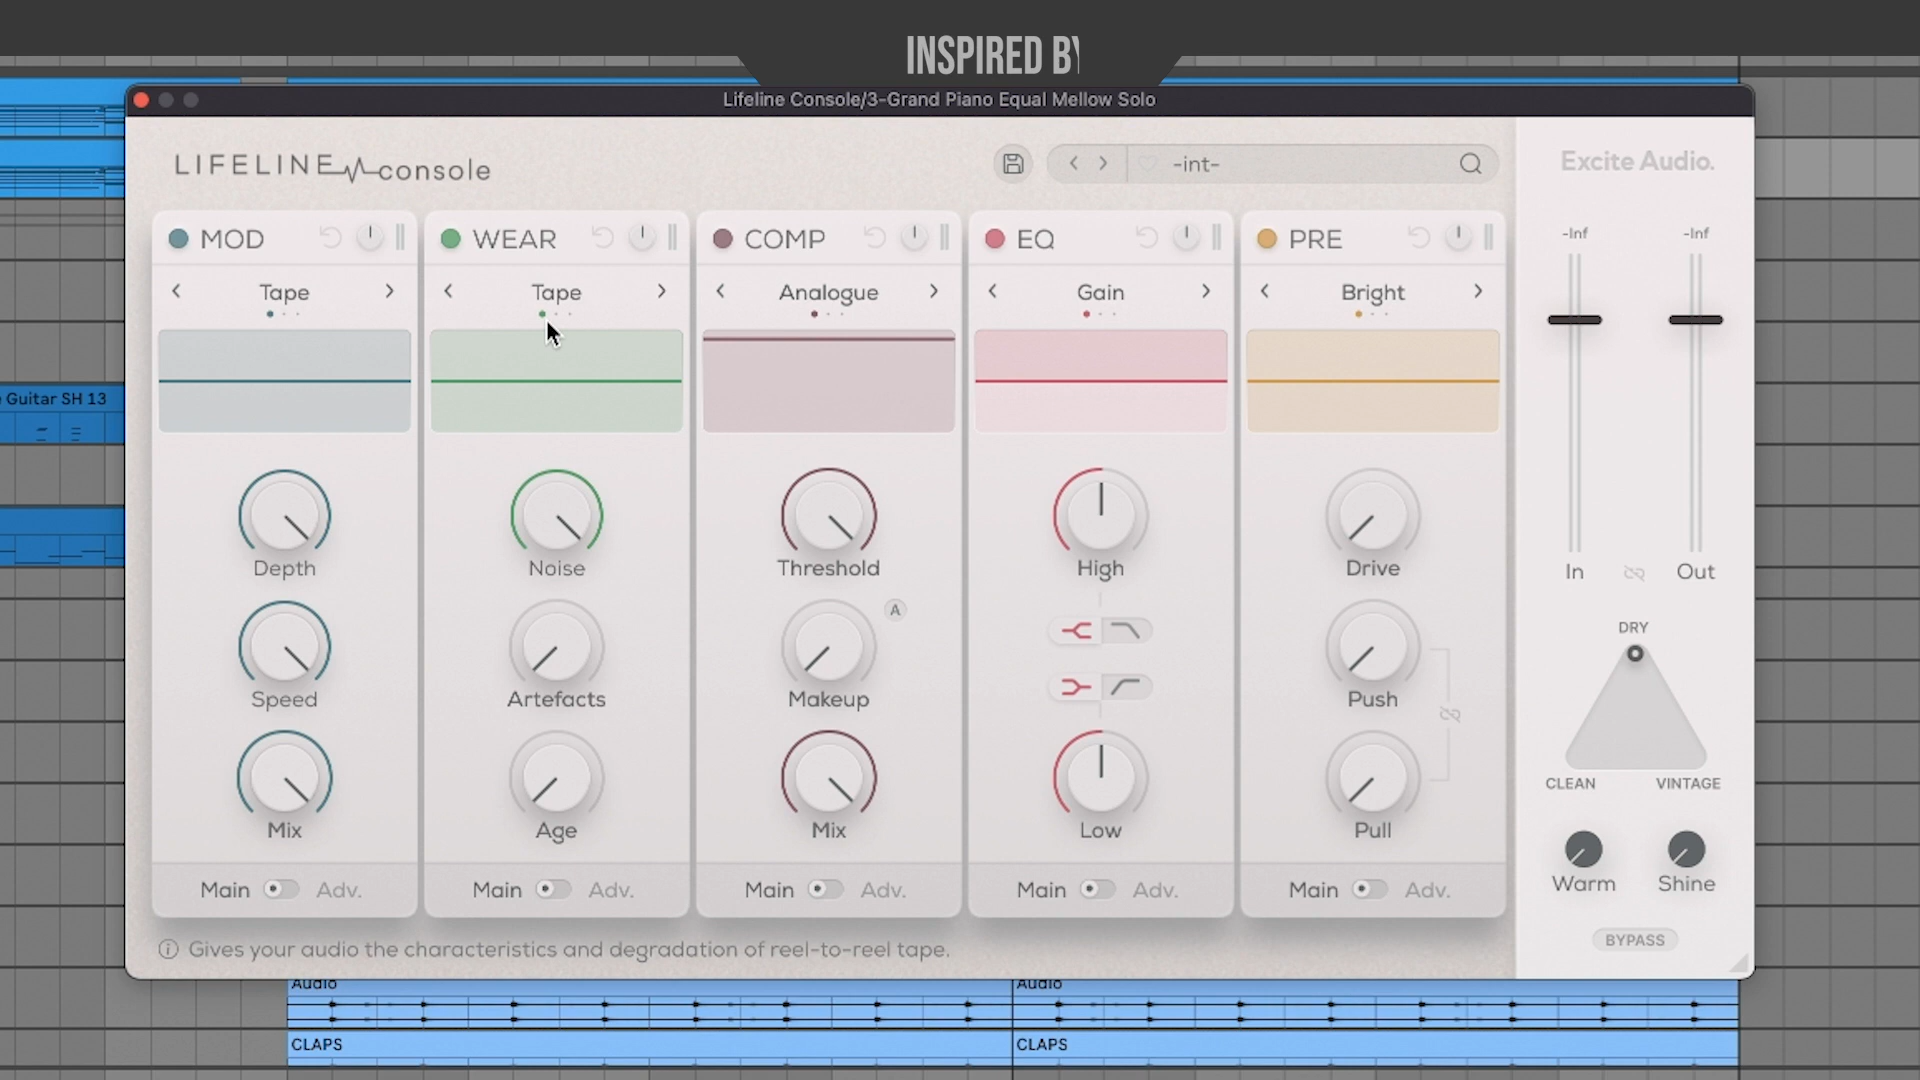 INSPIRED BY
Lifeline Console/3-Grand Piano Equal Mellow Solo
LIFELINE console
-int-
Excite Audio.
MOD
WEAR
COMP
EQ
PRE
-Inf
-Inf
Tape
Tape
Analogue
Gain
Bright
Guitar SH 13
Depth
Noise
Threshold
High
Drive
In
Out
A
DRY
Speed
Artefacts
Makeup
Push
CLEAN
VINTAGE
Mix
Age
Mix
Low
Pull
Warm
Shine
Main Adv.
Main Adv.
Main Adv.
Main Adv.
Main Adv.
BYPASS
Gives your audio the characteristics and degradation of reel-to-reel tape.
Audio
Audio
CLAPS
CLAPS